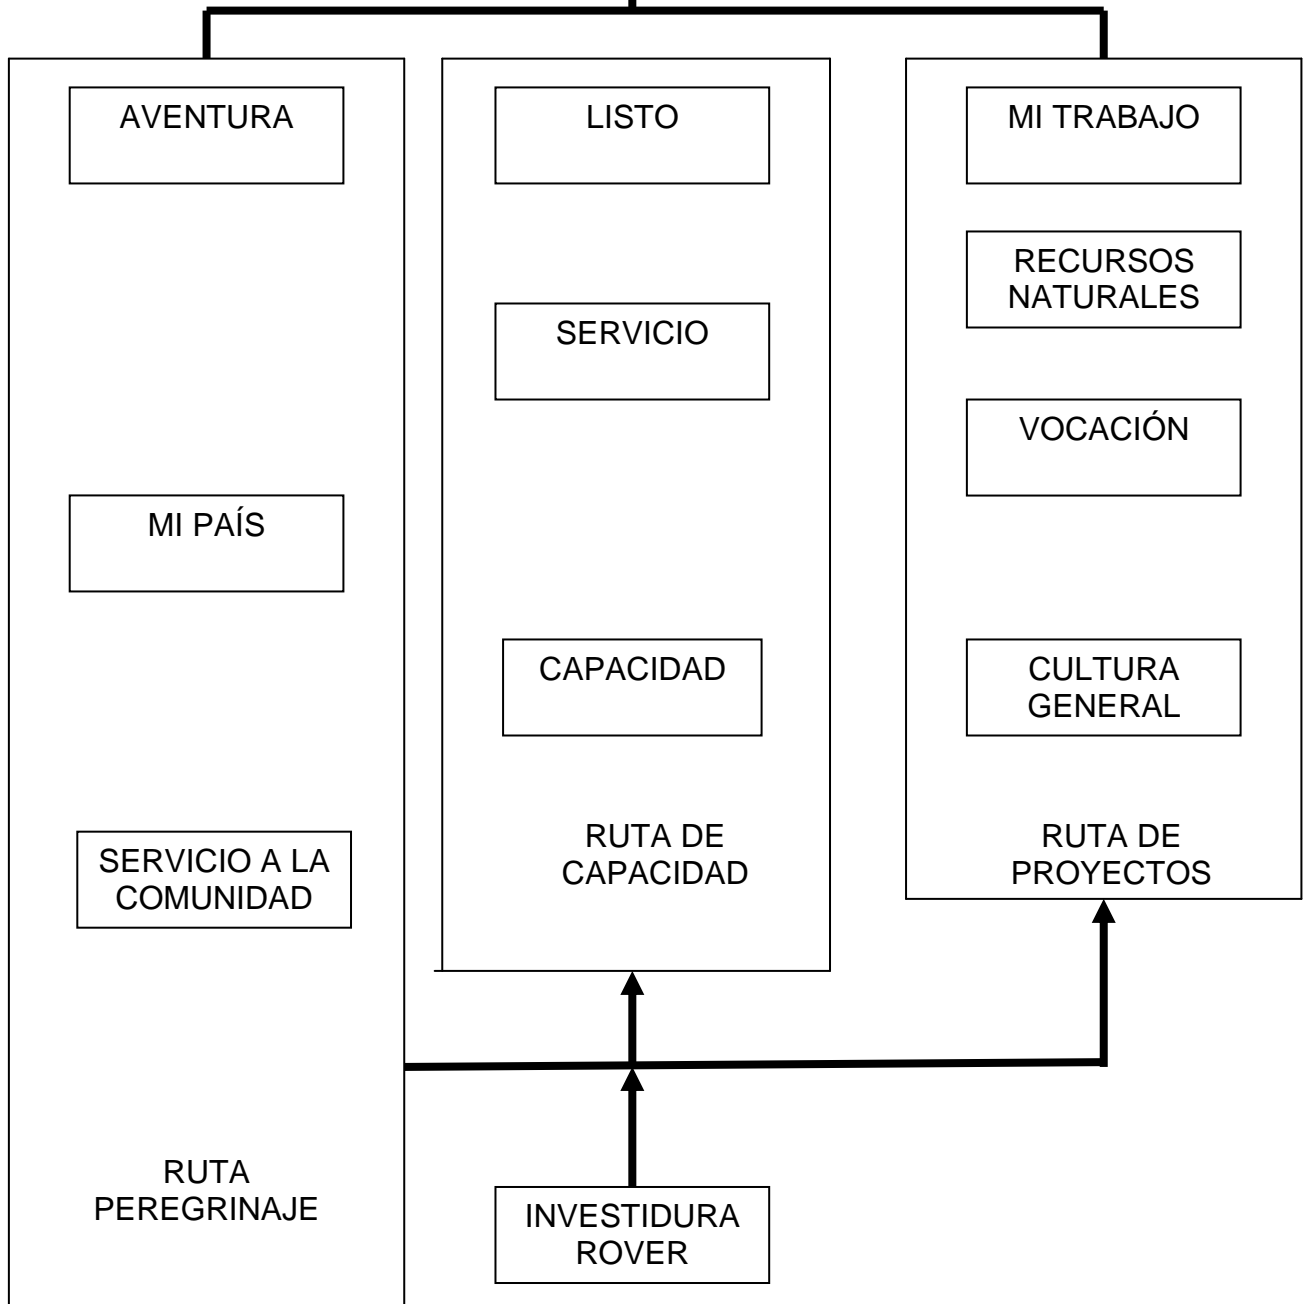 AVENTURA
MI PAÍS
SERVICIO A LA
COMUNIDAD
RUTA
PEREGRINAJE
LISTO
SERVICIO
CAPACIDAD
RUTA DE
CAPACIDAD
INVESTIDURA
ROVER
MI TRABAJO
RECURSOS
NATURALES
VOCACIÓN
CULTURA
GENERAL
RUTA DE
PROYECTOS